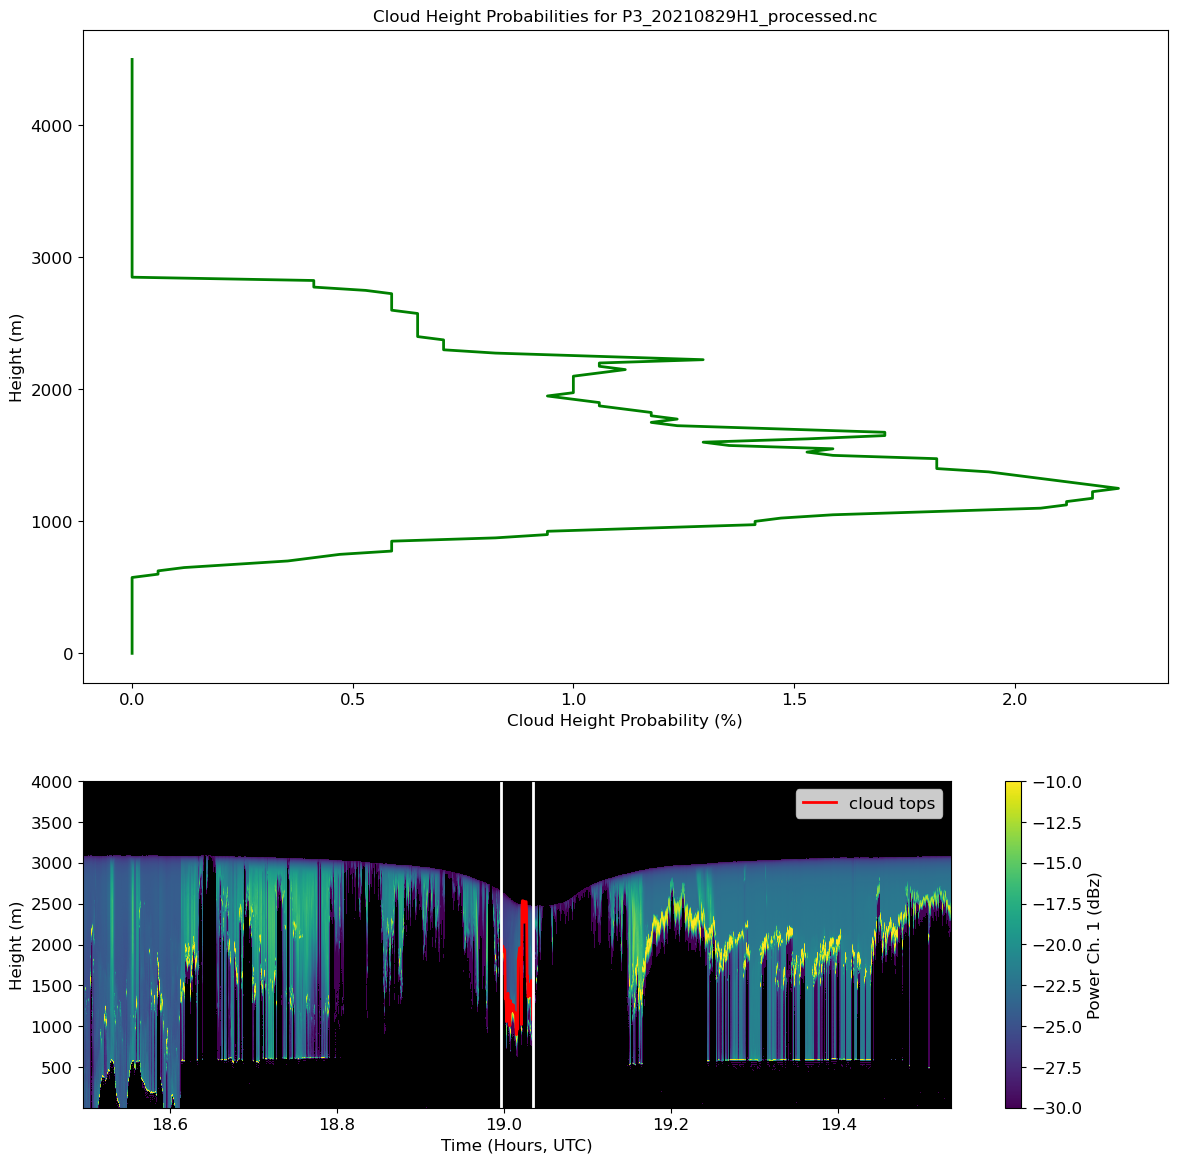 Cloud Height Probabilities for P3_20210829H1_processed.nc
4000
3000
2000
1000
0
Height (m)
0.0 0.5 1.0 1.5 2.0
Cloud Height Probability (%)
4000
3500
3000
2500
2000
1500
1000
500
Height (m)
cloud tops
18.6 18.8 19.0 19.2 19.4
Time (Hours, UTC)
−10.0
−12.5
−15.0
−17.5
−20.0
−22.5
−25.0
−27.5
−30.0
Power Ch. 1 (dBz)